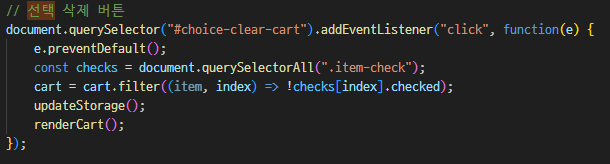 // 선택 삭제 버튼
document.querySelector("#choice-clear-cart").addEventListener("click", function(e) {
    e.preventDefault();
    const checks = document.querySelectorAll(".item-check");
    cart = cart.filter((item, index) => !checks[index].checked);
    updateStorage();
    renderCart();
});